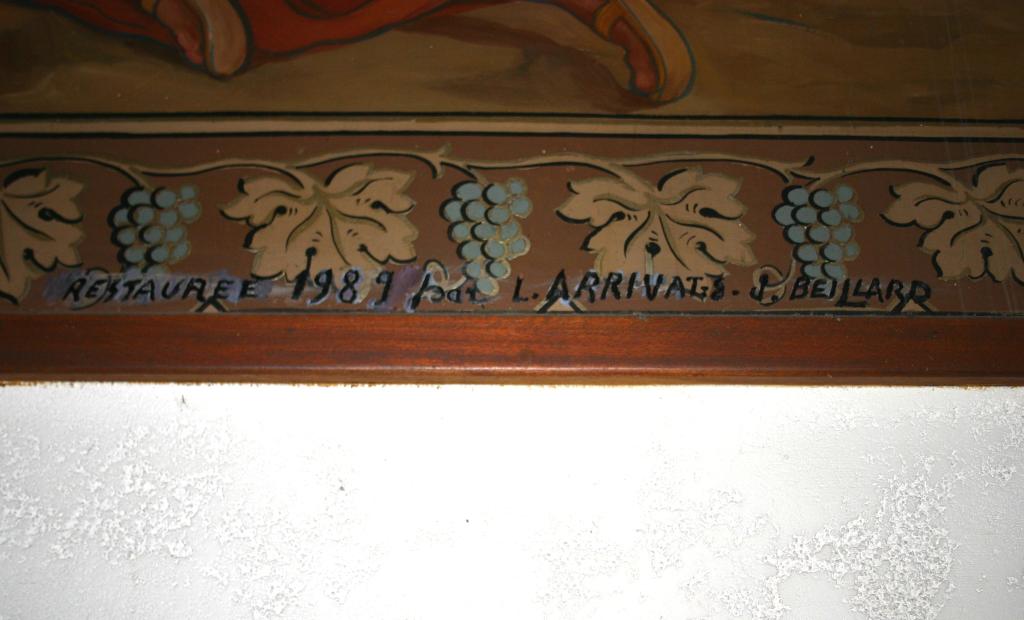 RESTAUREE 1989 par L. ARRIVATS. P. BEILLARD